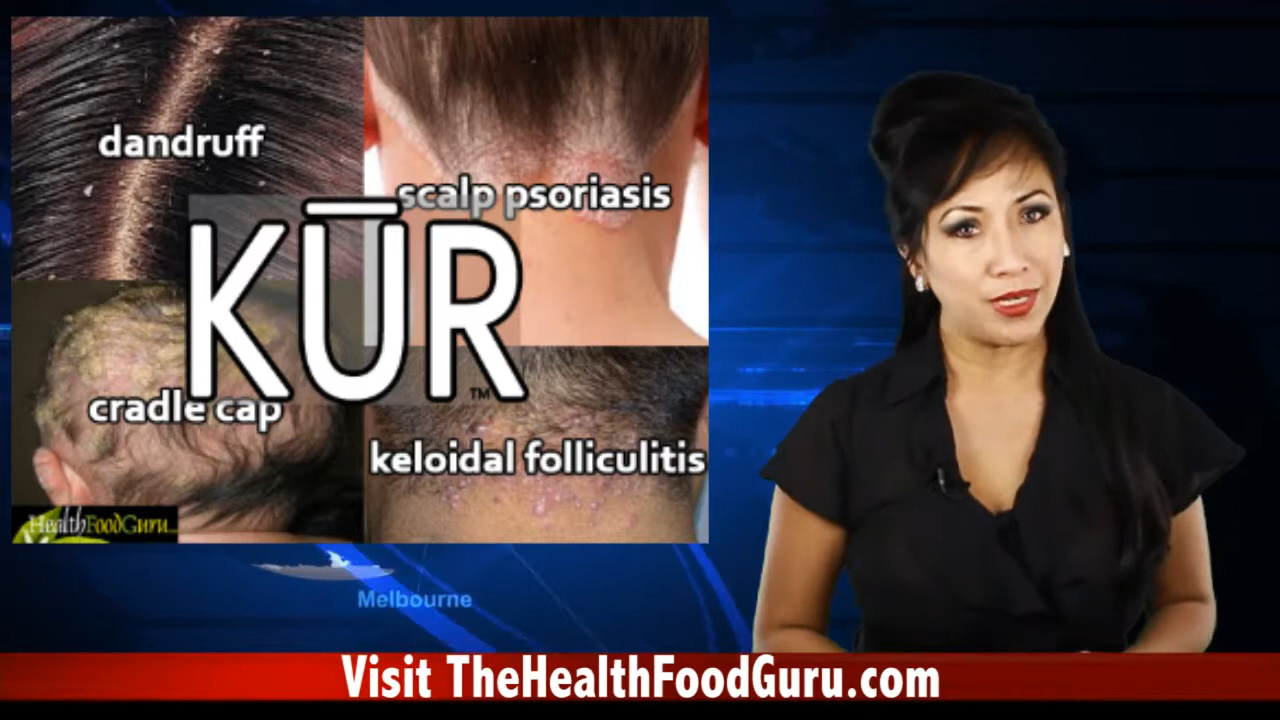 dandruff
scalp psoriasis
KŪR
™
cradle cap
keloidal folliculitis
HealthFoodGuru
Melbourne
Visit TheHealthFoodGuru.com